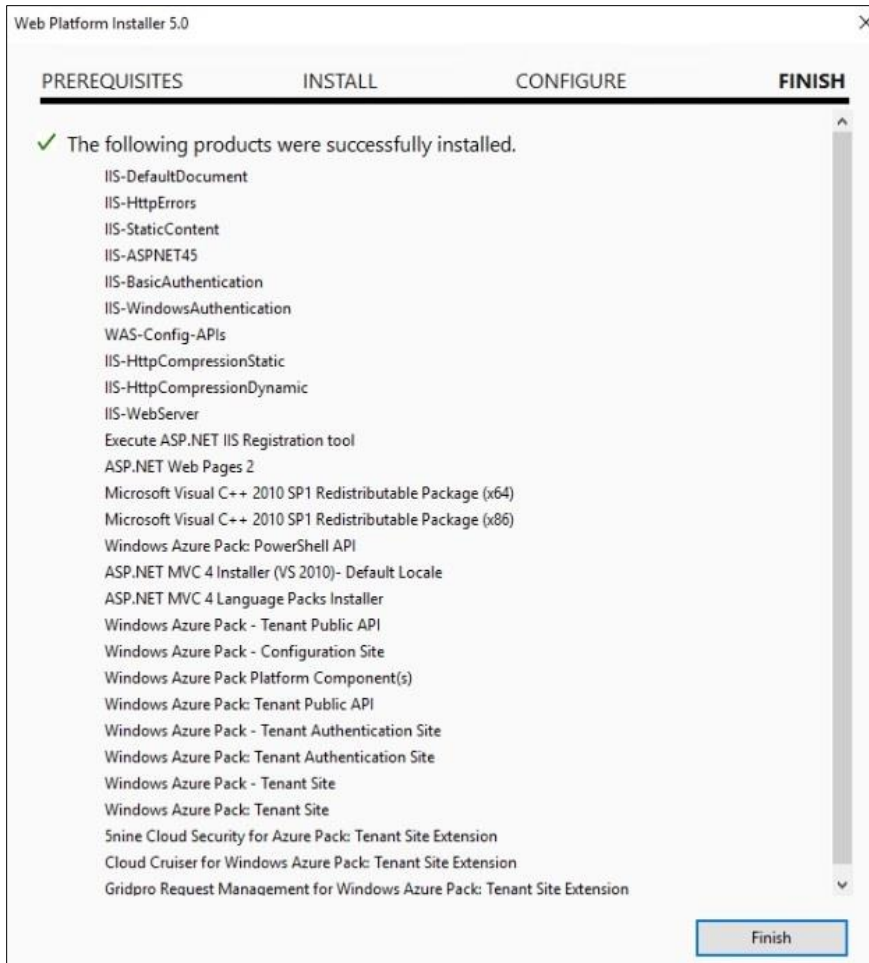 Web Platform Installer 5.0
PREREQUISITES INSTALL CONFIGURE FINISH
The following products were successfully installed.
IIS-DefaultDocument
IIS-HttpErrors
IIS-StaticContent
IIS-ASPNET45
IIS-BasicAuthentication
IIS-WindowsAuthentication
WAS-Config-APIs
IIS-HttpCompressionStatic
IIS-HttpCompressionDynamic
IIS-WebServer
Execute ASP.NET IIS Registration tool
ASP.NET Web Pages 2
Microsoft Visual C++ 2010 SP1 Redistributable Package (x64)
Microsoft Visual C++ 2010 SP1 Redistributable Package (x86)
Windows Azure Pack: PowerShell API
ASP.NET MVC 4 Installer (VS 2010)- Default Locale
ASP.NET MVC 4 Language Packs Installer
Windows Azure Pack - Tenant Public API
Windows Azure Pack - Configuration Site
Windows Azure Pack Platform Component(s)
Windows Azure Pack: Tenant Public API
Windows Azure Pack - Tenant Authentication Site
Windows Azure Pack: Tenant Authentication Site
Windows Azure Pack - Tenant Site
Windows Azure Pack: Tenant Site
5nine Cloud Security for Azure Pack: Tenant Site Extension
Cloud Cruiser for Windows Azure Pack: Tenant Site Extension
Gridpro Request Management for Windows Azure Pack: Tenant Site Extension
Finish